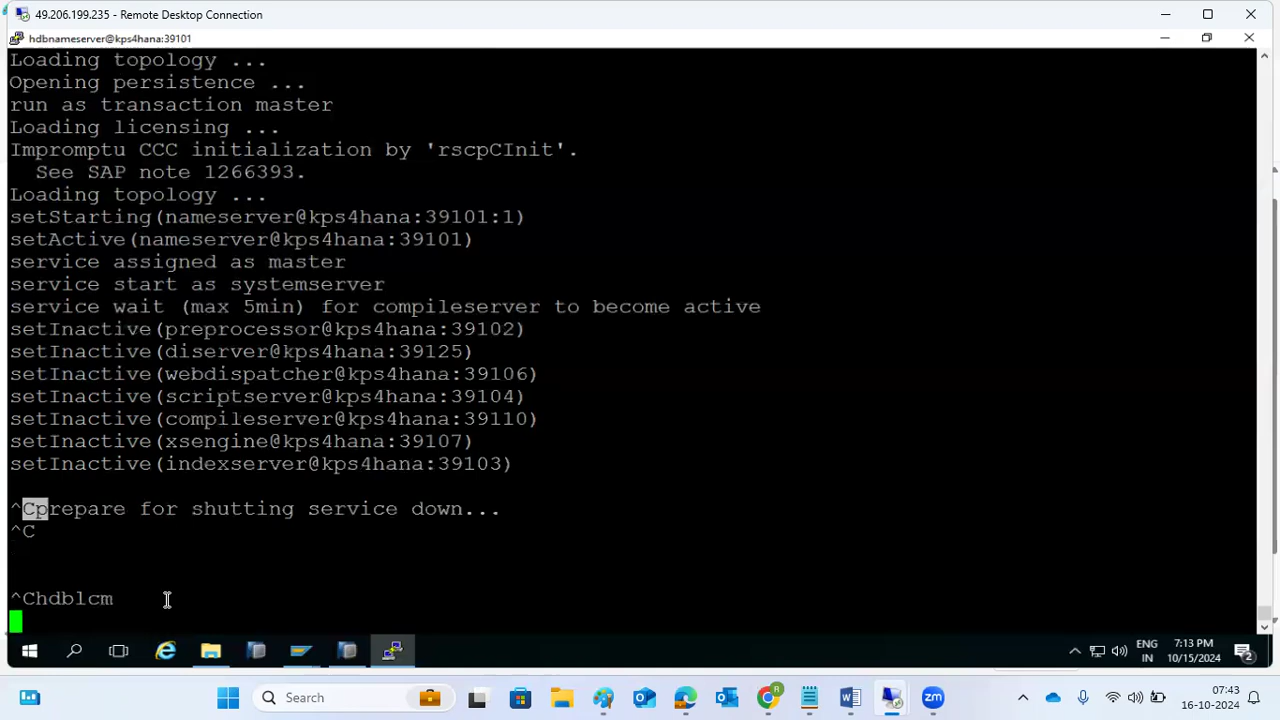 49.206.199.235 - Remote Desktop Connection
hdbnameserver@kps4hana:39101
Loading topology ...
Opening persistence ...
run as transaction master
Loading licensing ...
Impromptu CCC initialization by 'rscpCInit'.
See SAP note 1266393.
Loading topology ...
setStarting(nameserver@kps4hana:39101:1)
setActive(nameserver@kps4hana:39101)
service assigned as master
service start as systemserver
service wait (max 5min) for compileserver to become active
setInactive(preprocessor@kps4hana:39102)
setInactive(diserver@kps4hana:39125)
setInactive(webdispatcher@kps4hana:39106)
setInactive(scriptserver@kps4hana:39104)
setInactive(compileserver@kps4hana:39110)
setInactive(xsengine@kps4hana:39107)
setInactive(indexserver@kps4hana:39103)
^Cprepare for shutting service down...
^C
^Chdblcm
ENG 7:13 PM
IN 10/15/2024 2
Search zm 07:43
16-10-2024